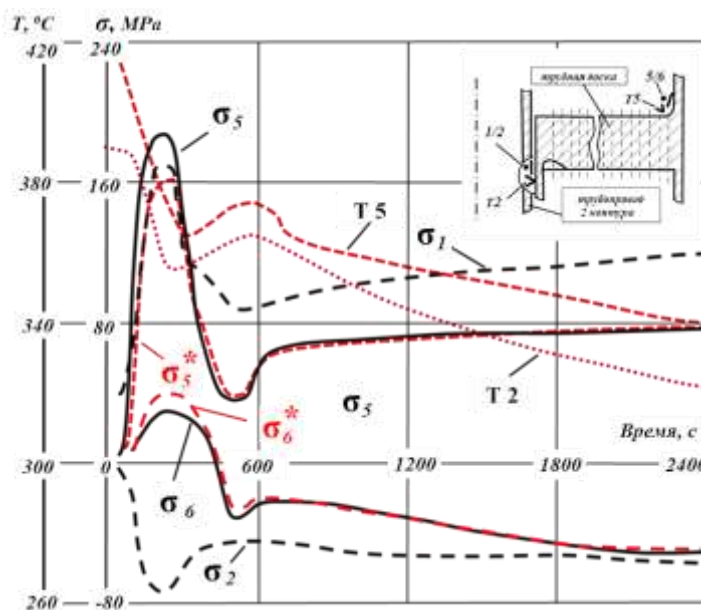 T, °C σ, MPa
420 240
σ5
трубная доска
5/6
T5
1/2
T2
трубопровод
2 контура
380 160
T 5
σ1
340 80
σ5*
σ6*
σ5
T 2
Время, с
300 0 600 1200 1800 2400
σ6
σ2
260 -80